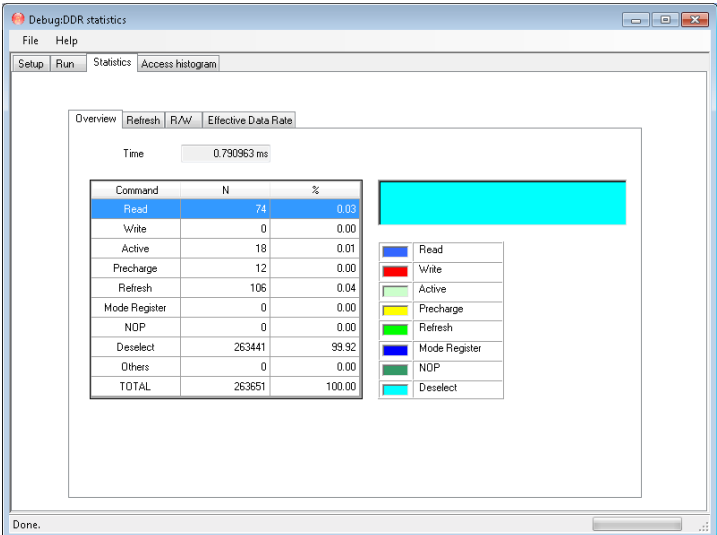 Debug:DDR statistics
File Help
Setup Run Statistics Access histogram
Overview Refresh R/W Effective Data Rate
Time 0.790963 ms
Command N %
Read 74 0.03
Write 0 0.00
Active 18 0.01
Precharge 12 0.00
Refresh 106 0.04
Mode Register 0 0.00
NOP 0 0.00
Deselect 263441 99.92
Others 0 0.00
TOTAL 263651 100.00
Read
Write
Active
Precharge
Refresh
Mode Register
NOP
Deselect
Done.